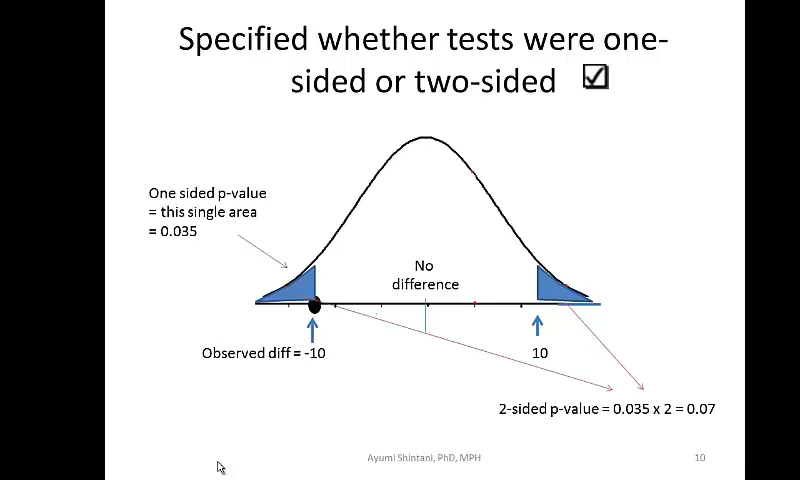 Specified whether tests were one-
sided or two-sided
One sided p-value
= this single area
= 0.035
No
difference
Observed diff = -10
10
2-sided p-value = 0.035 x 2 = 0.07
Ayumi Shintani, PhD, MPH
10